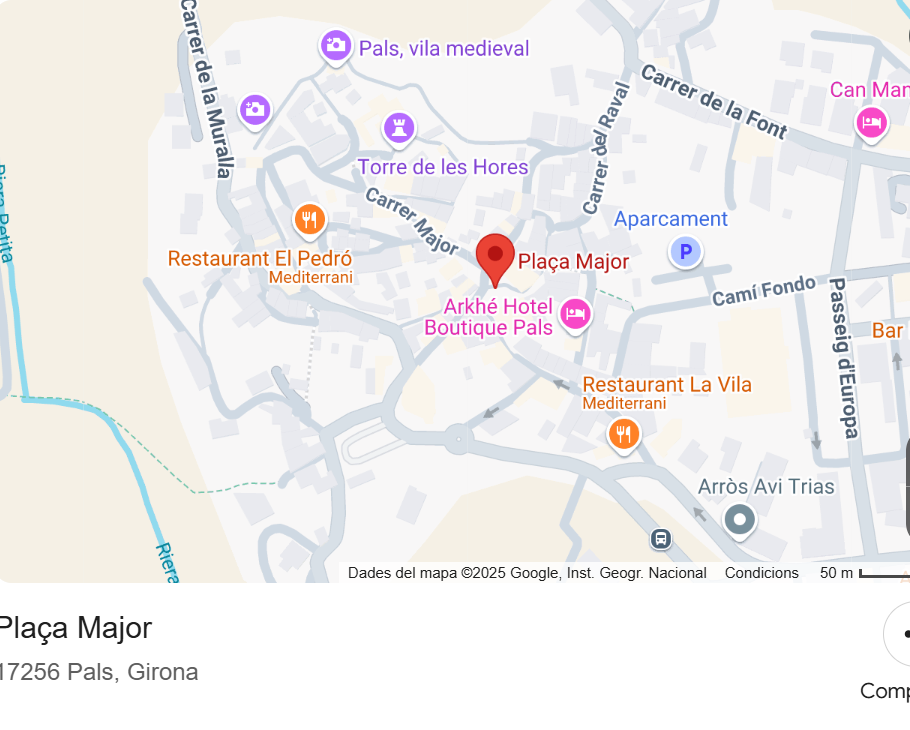 Carrer de la Muralla
Pals, vila medieval
Carrer de la Font
Can Mar
Carrer del Raval
Torre de les Hores
Riera Petita
Carrer Major
Aparcament
P
Restaurant El Pedró
Mediterrani
Plaça Major
Camí Fondo
Arkhé Hotel
Boutique Pals
Passeig d'Europa
Bar
Restaurant La Vila
Mediterrani
Arròs Avi Trias
Riera
Dades del mapa ©2025 Google, Inst. Geogr. Nacional Condicions 50 m
Plaça Major
17256 Pals, Girona
Comp